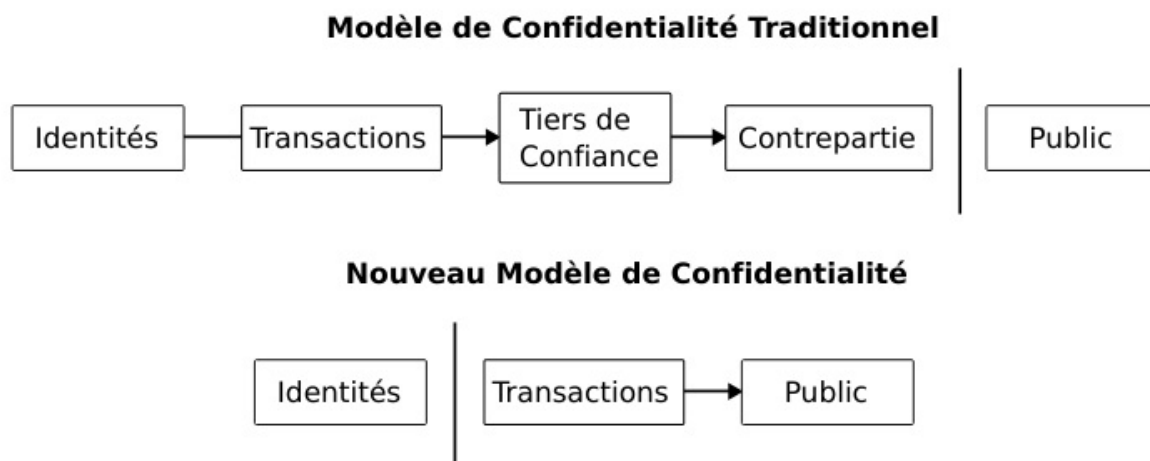 Modèle de Confidentialité Traditionnel
Identités
Transactions
Tiers de
Confiance
Contrepartie
Public
Nouveau Modèle de Confidentialité
Identités
Transactions
Public